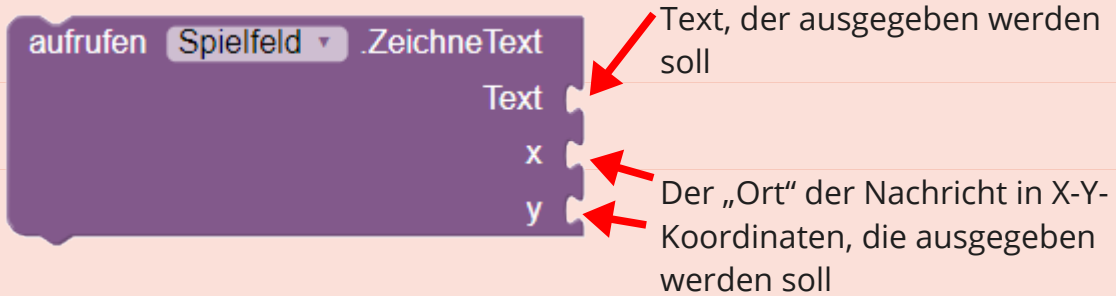 aufrufen Spielfeld .ZeichneText
Text
x
y
Text, der ausgegeben werden
soll
Der „Ort“ der Nachricht in X-Y-
Koordinaten, die ausgegeben
werden soll